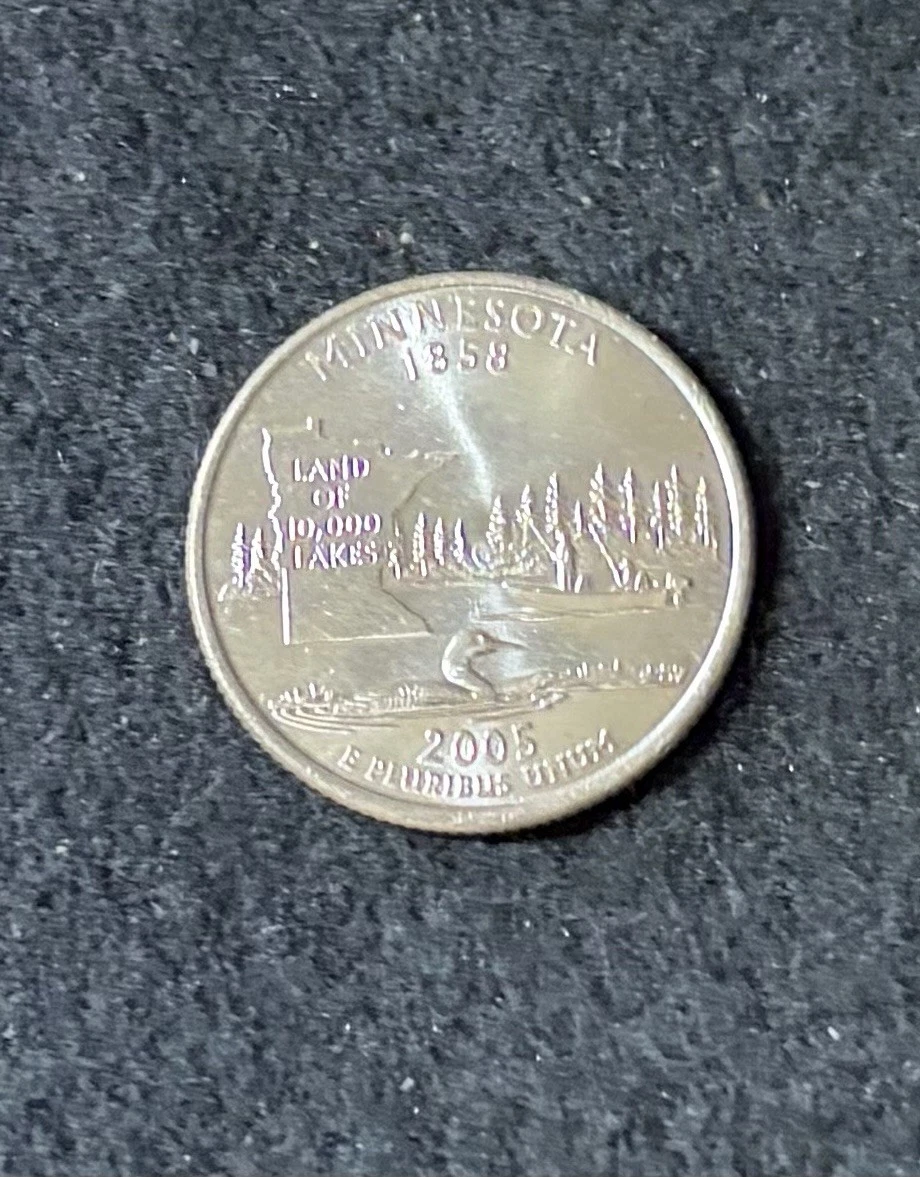 MINNESOTA
1858
LAND
OF
10,000
LAKES
2005
E PLURIBUS UNUM